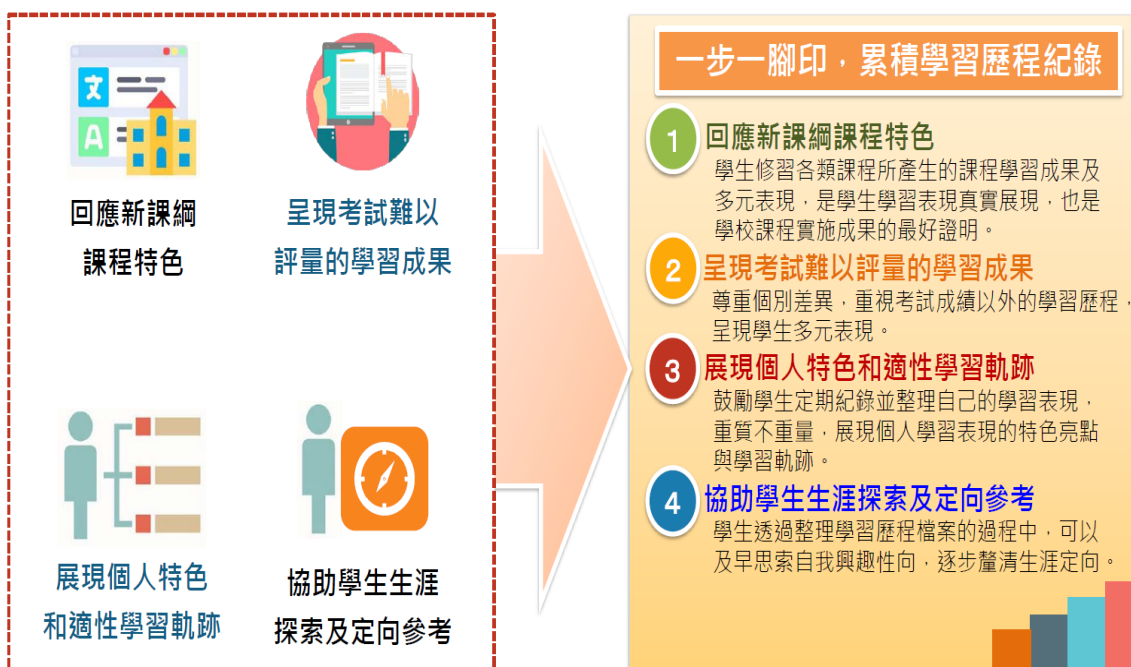 文
A
回應新課綱
課程特色
呈現考試難以
評量的學習成果
展現個人特色
和適性學習軌跡
協助學生生涯
探索及定向參考
一步一腳印，累積學習歷程紀錄
1 回應新課綱課程特色
學生修習各類課程所產生的課程學習成果及
多元表現，是學生學習表現真實展現，也是
學校課程實施成果的最好證明。
2 呈現考試難以評量的學習成果
尊重個別差異，重視考試成績以外的學習歷程，
呈現學生多元表現。
3 展現個人特色和適性學習軌跡
鼓勵學生定期紀錄並整理自己的學習表現，
重質不重量，展現個人學習表現的特色亮點
與學習軌跡。
4 協助學生生涯探索及定向參考
學生透過整理學習歷程檔案的過程中，可以
及早思索自我興趣性向，逐步釐清生涯定向。